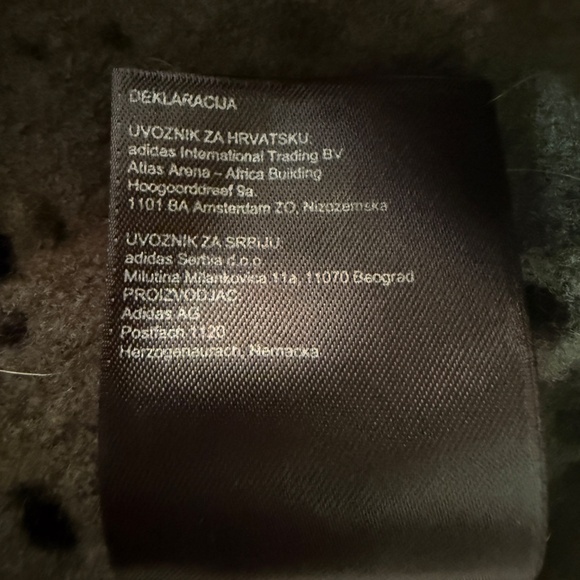 DEKLARACIJA
UVOZNIK ZA HRVATSKU:
adidas International Trading BV
Atlas Arena - Africa Building
Hoogoorddreef 9a.
1101 BA Amsterdam ZO, Nizozemska
UVOZNIK ZA SRBIJU:
adidas Serbia d.o.o.
Milutina Milankovica 11a, 11070 Beograd
PROIZVODJAC:
Adidas AG
Postfach 1120
Herzogenaurach, Nemacka